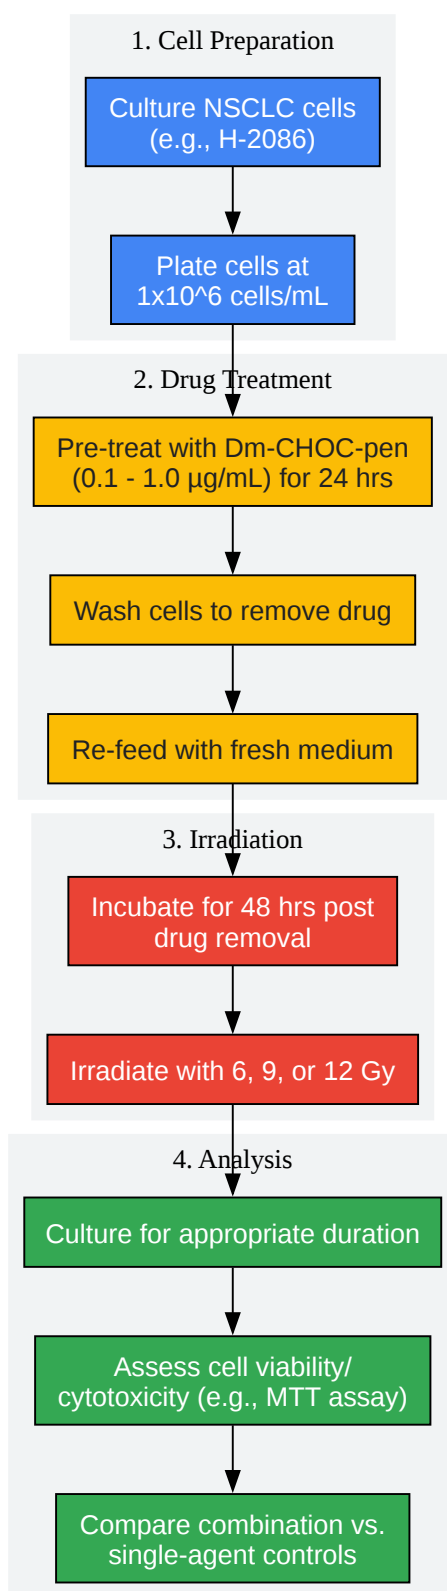 1. Cell Preparation
Culture NSCLC cells
(e.g., H-2086)
Plate cells at
1x10^6 cells/mL
2. Drug Treatment
Pre-treat with Dm-CHOC-pen
(0.1 - 1.0 µg/mL) for 24 hrs
Wash cells to remove drug
Re-feed with fresh medium
3. Irradiation
Incubate for 48 hrs post
drug removal
Irradiate with 6, 9, or 12 Gy
4. Analysis
Culture for appropriate duration
Assess cell viability/
cytotoxicity (e.g., MTT assay)
Compare combination vs.
single-agent controls